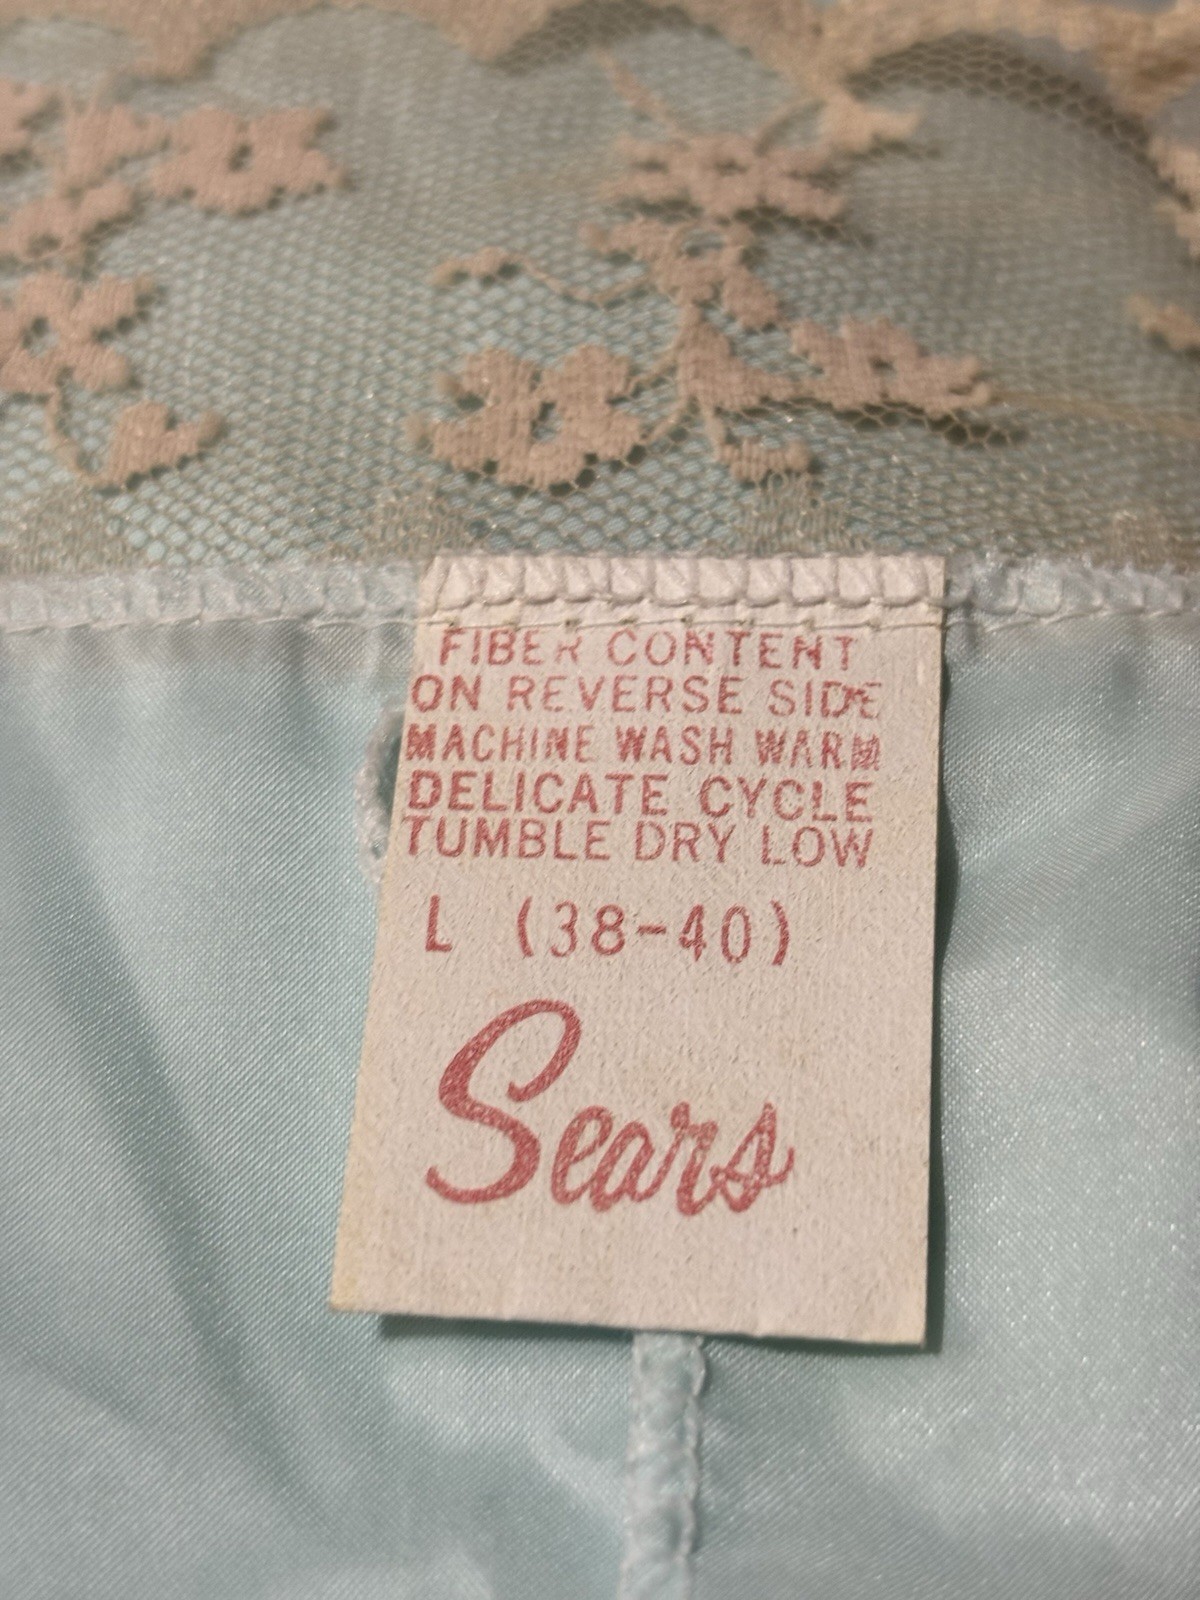 FIBER CONTENT
ON REVERSE SIDE
MACHINE WASH WARM
DELICATE CYCLE
TUMBLE DRY LOW
L (38-40)
Sears